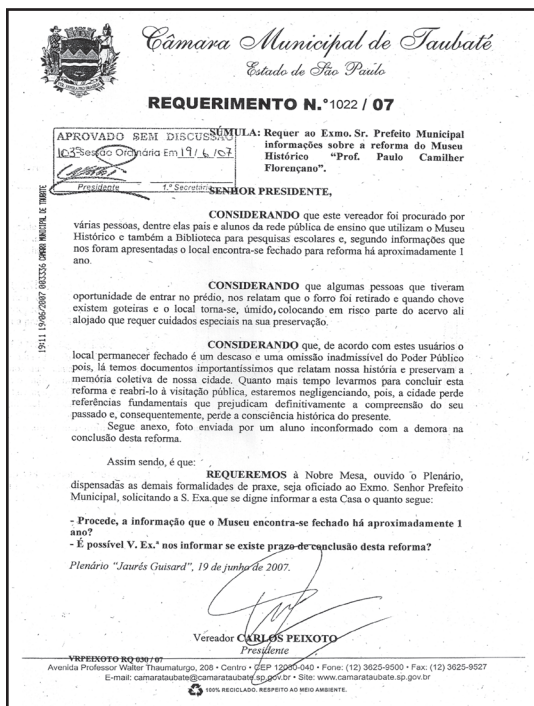 Câmara Municipal de Taubaté
Estado de São Paulo
REQUERIMENTO N.º 1022 / 07
APROVADO SEM DISCUSSÃO
103ª Sessão Ordinária Em 19 / 6 / 07
Presidente 1.º Secretário
SÚMULA: Requer ao Exmo. Sr. Prefeito Municipal
informações sobre a reforma do Museu
Histórico “Prof. Paulo Camilher
Florençano”.
SENHOR PRESIDENTE,
19:11 19/06/2007 003336 CAMARA MUNICIPAL DE TAUBATE
CONSIDERANDO que este vereador foi procurado por
várias pessoas, dentre elas pais e alunos da rede pública de ensino que utilizam o Museu
Histórico e também a Biblioteca para pesquisas escolares e, segundo informações que
nos foram apresentadas o local encontra-se fechado para reforma há aproximadamente 1
ano.
CONSIDERANDO que algumas pessoas que tiveram
oportunidade de entrar no prédio, nos relatam que o forro foi retirado e quando chove
existem goteiras e o local torna-se, úmido, colocando em risco parte do acervo ali
alojado que requer cuidados especiais na sua preservação.
CONSIDERANDO que, de acordo com estes usuários o
local permanecer fechado é um descaso e uma omissão inadmissível do Poder Público
pois, lá temos documentos importantíssimos que relatam nossa história e preservam a
memória coletiva de nossa cidade. Quanto mais tempo levarmos para concluir esta
reforma e reabri-lo à visitação pública, estaremos negligenciando, pois, a cidade perde
referências fundamentais que prejudicam definitivamente a compreensão do seu
passado e, consequentemente, perde a consciência histórica do presente.
Segue anexo, foto enviada por um aluno inconformado com a demora na
conclusão desta reforma.
Assim sendo, é que:
REQUEREMOS à Nobre Mesa, ouvido o Plenário,
dispensadas as demais formalidades de praxe, seja oficiado ao Exmo. Senhor Prefeito
Municipal, solicitando a S. Exa.que se digne informar a esta Casa o quanto segue:
- Procede, a informação que o Museu encontra-se fechado há aproximadamente 1
ano?
- É possível V. Ex.ª nos informar se existe prazo de conclusão desta reforma?
Plenário "Jaurés Guisard", 19 de junho de 2007.
Vereador CARLOS PEIXOTO
Presidente
VRPEIXOTO RQ 030 / 07
Avenida Professor Walter Thaumaturgo, 208 • Centro • CEP 12030-040 • Fone: (12) 3625-9500 • Fax: (12) 3625-9527
E-mail: camarataubate@camarataubate.sp.gov.br • Site: www.camarataubate.sp.gov.br
100% RECICLADO. RESPEITO AO MEIO AMBIENTE.